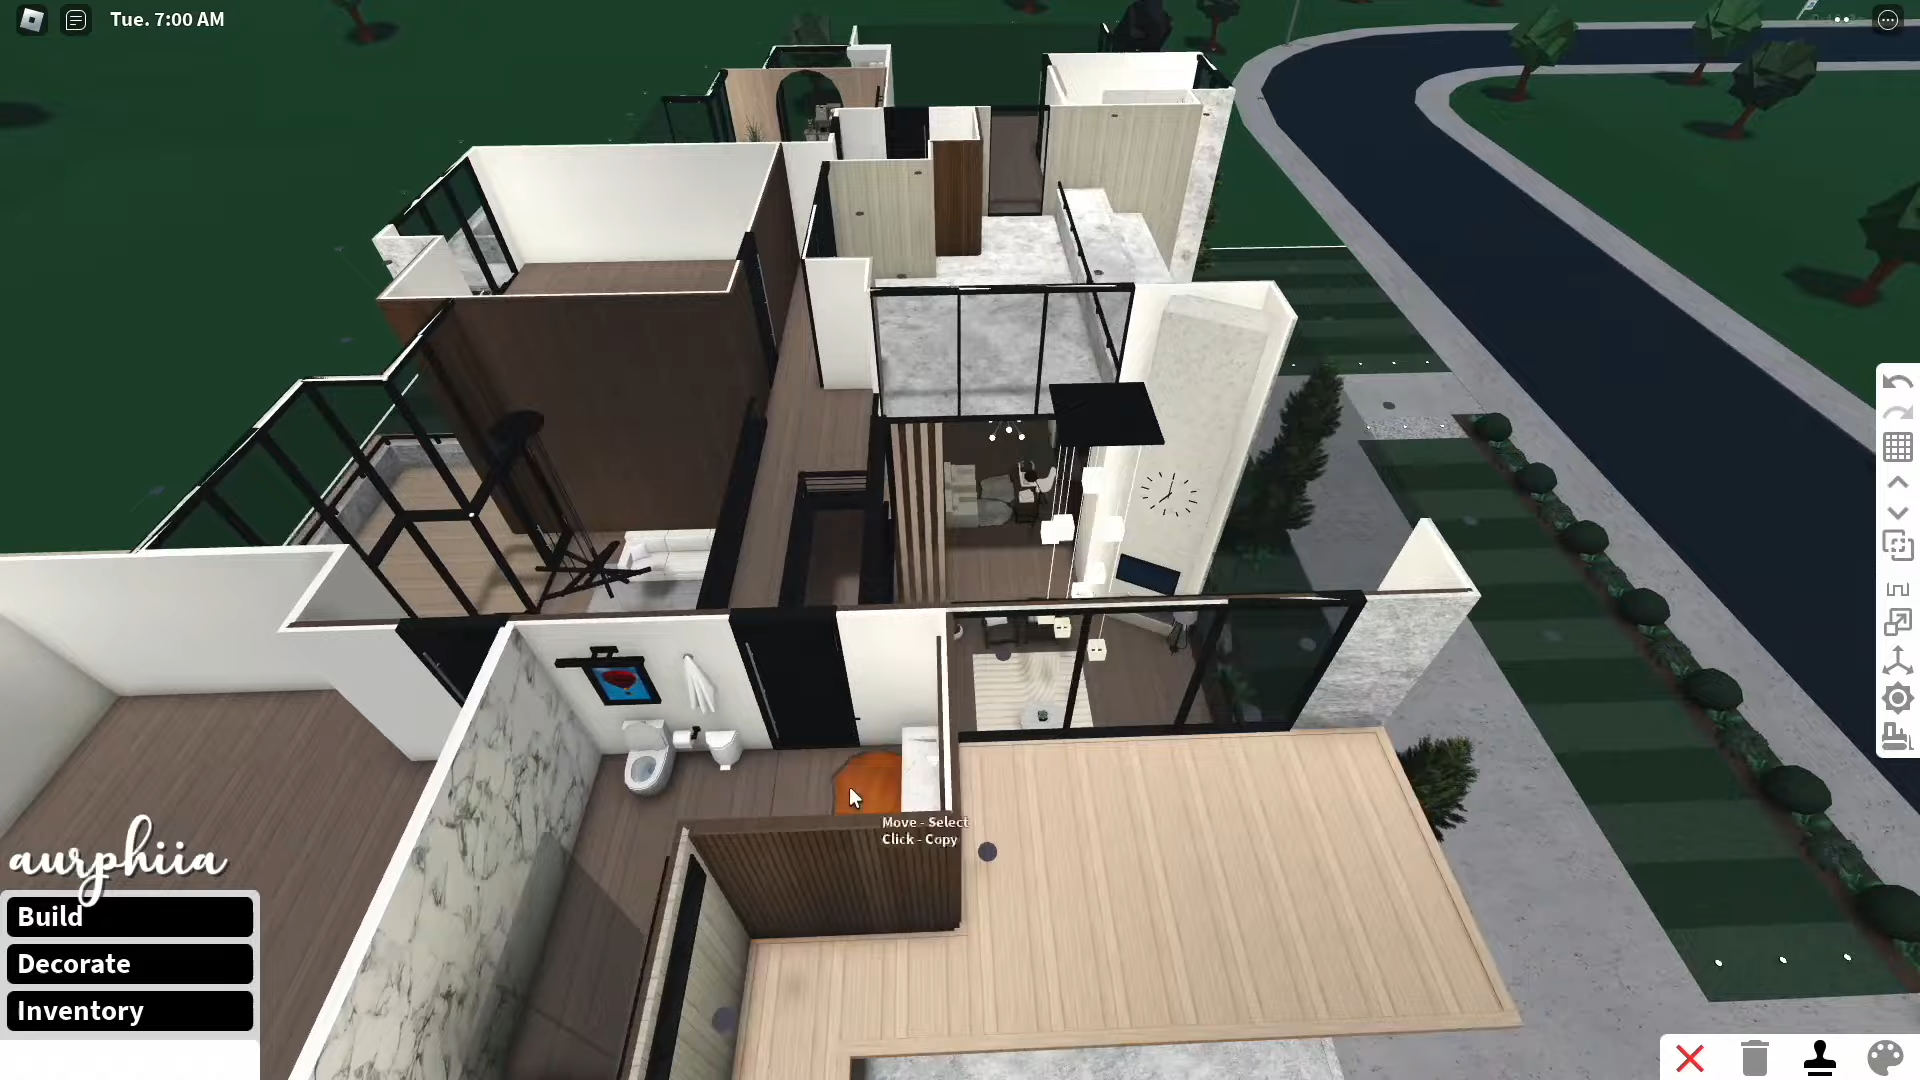 Tue. 7:00 AM
Move - Select
Click - Copy
aurphiia
Build
Decorate
Inventory